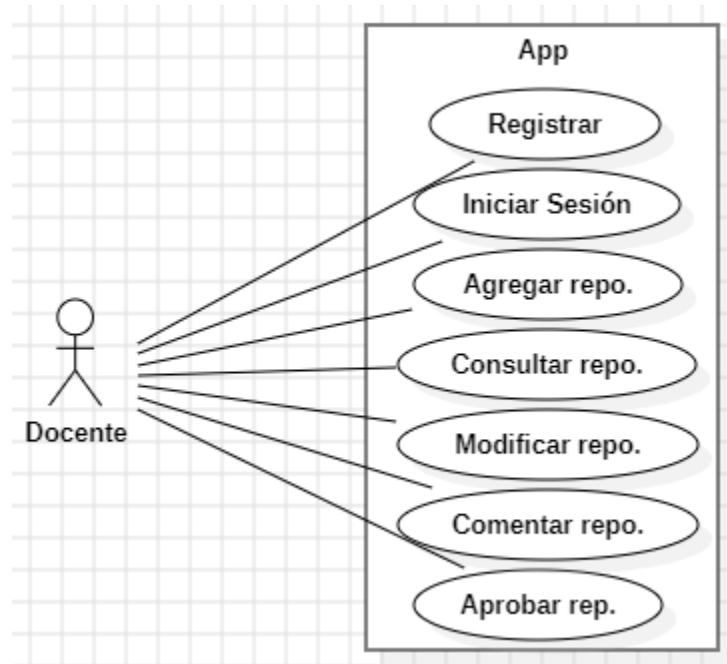 App
Registrar
Iniciar Sesión
Agregar repo.
Consultar repo.
Docente
Modificar repo.
Comentar repo.
Aprobar rep.